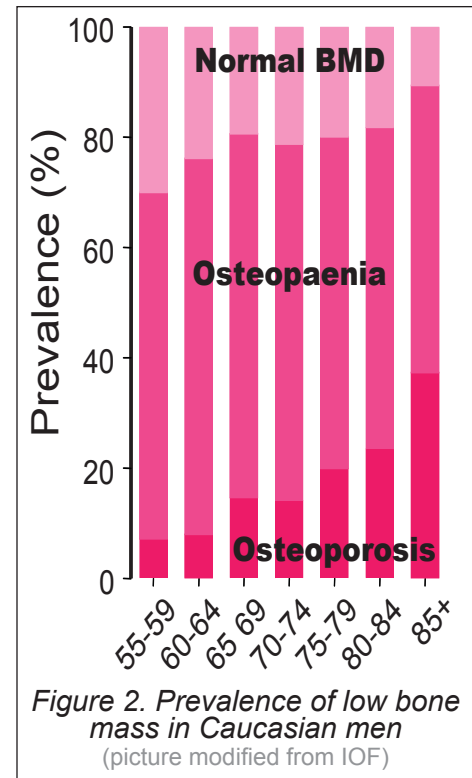 100
80
60
40
20
0
Prevalence (%)
Normal BMD
Osteopaenia
Osteoporosis
55-59
60-64
65 69
70-74
75-79
80-84
85+
Figure 2. Prevalence of low bone
mass in Caucasian men
(picture modified from IOF)